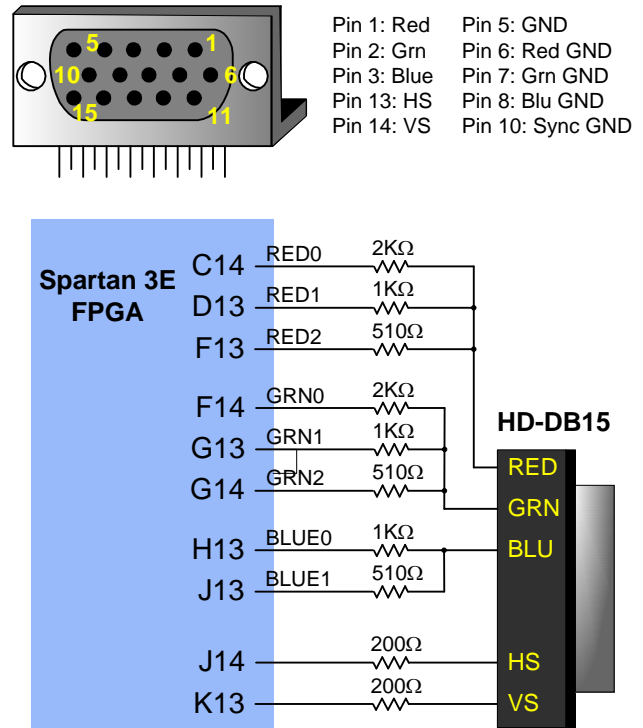 Pin 1: Red Pin 5: GND
Pin 2: Grn Pin 6: Red GND
Pin 3: Blue Pin 7: Grn GND
Pin 13: HS Pin 8: Blu GND
Pin 14: VS Pin 10: Sync GND
5 1
10 6
15 11
Spartan 3E
FPGA
C14 RED0 2KΩ
D13 RED1 1KΩ
F13 RED2 510Ω
F14 GRN0 2KΩ
G13 GRN1 1KΩ
G14 GRN2 510Ω
H13 BLUE0 1KΩ
J13 BLUE1 510Ω
J14 200Ω
K13 200Ω
HD-DB15
RED
GRN
BLU
HS
VS